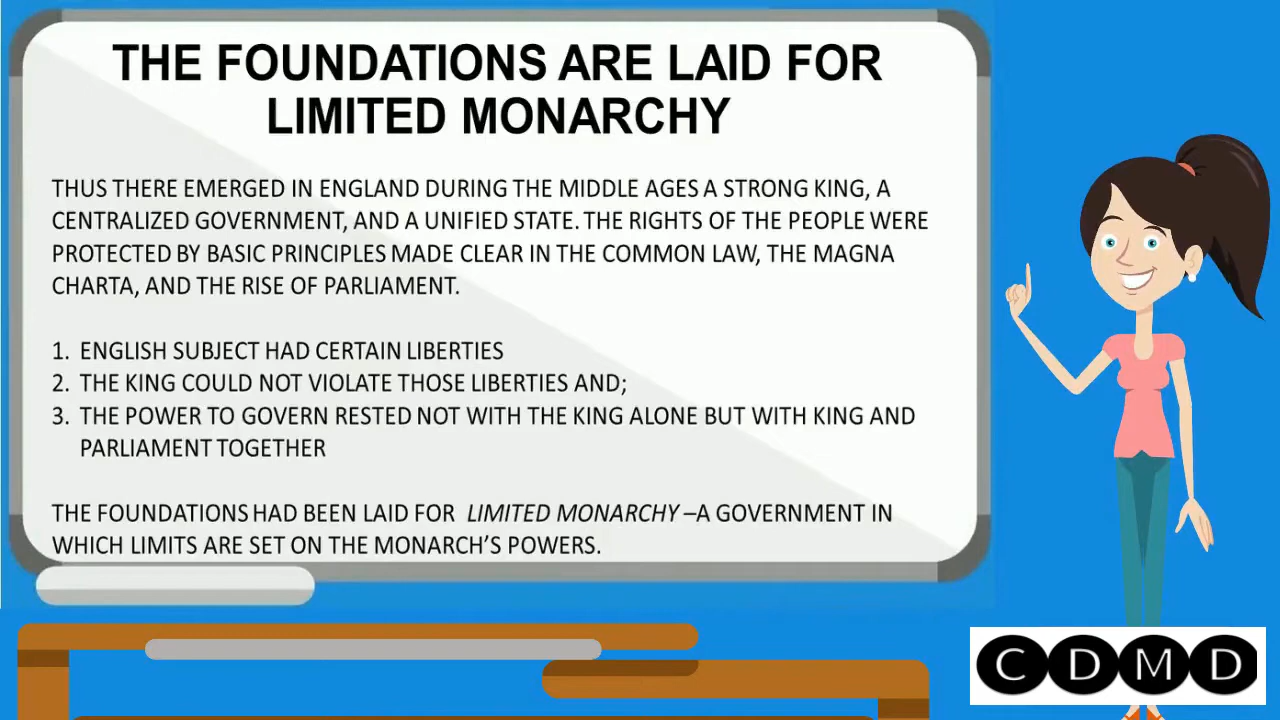 THE FOUNDATIONS ARE LAID FOR
LIMITED MONARCHY
THUS THERE EMERGED IN ENGLAND DURING THE MIDDLE AGES A STRONG KING, A
CENTRALIZED GOVERNMENT, AND A UNIFIED STATE. THE RIGHTS OF THE PEOPLE WERE
PROTECTED BY BASIC PRINCIPLES MADE CLEAR IN THE COMMON LAW, THE MAGNA
CHARTA, AND THE RISE OF PARLIAMENT.
1. ENGLISH SUBJECT HAD CERTAIN LIBERTIES
2. THE KING COULD NOT VIOLATE THOSE LIBERTIES AND;
3. THE POWER TO GOVERN RESTED NOT WITH THE KING ALONE BUT WITH KING AND
PARLIAMENT TOGETHER
THE FOUNDATIONS HAD BEEN LAID FOR LIMITED MONARCHY –A GOVERNMENT IN
WHICH LIMITS ARE SET ON THE MONARCH’S POWERS.
CDMD